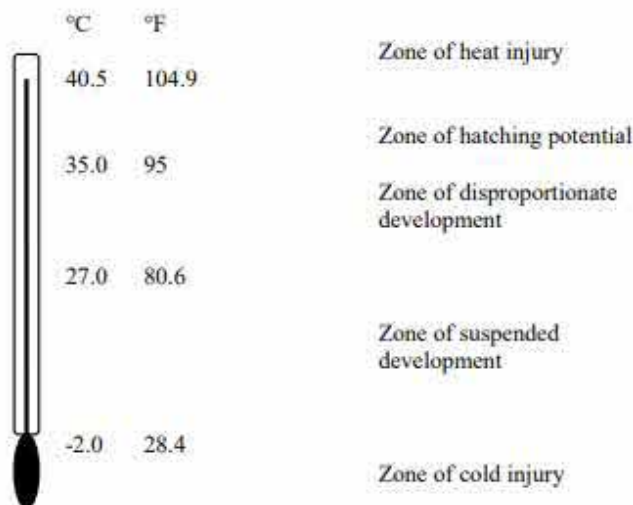 °C °F
Zone of heat injury
40.5 104.9
Zone of hatching potential
35.0 95
Zone of disproportionate
development
27.0 80.6
Zone of suspended
development
-2.0 28.4
Zone of cold injury